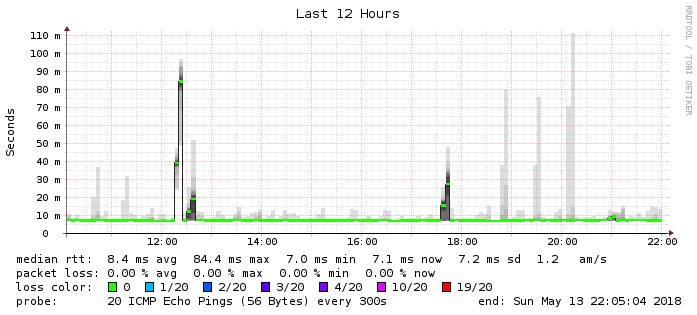 Last 12 Hours
RRDTOOL / TOBI OETIKER
Seconds
110 m
100 m
90 m
80 m
70 m
60 m
50 m
40 m
30 m
20 m
10 m
0
12:00 14:00 16:00 18:00 20:00 22:00
median rtt: 8.4 ms avg 84.4 ms max 7.0 ms min 7.1 ms now 7.2 ms sd 1.2 am/s
packet loss: 0.00 % avg 0.00 % max 0.00 % min 0.00 % now
loss color: 0 1/20 2/20 3/20 4/20 10/20 19/20
probe: 20 ICMP Echo Pings (56 Bytes) every 300s end: Sun May 13 22:05:04 2018